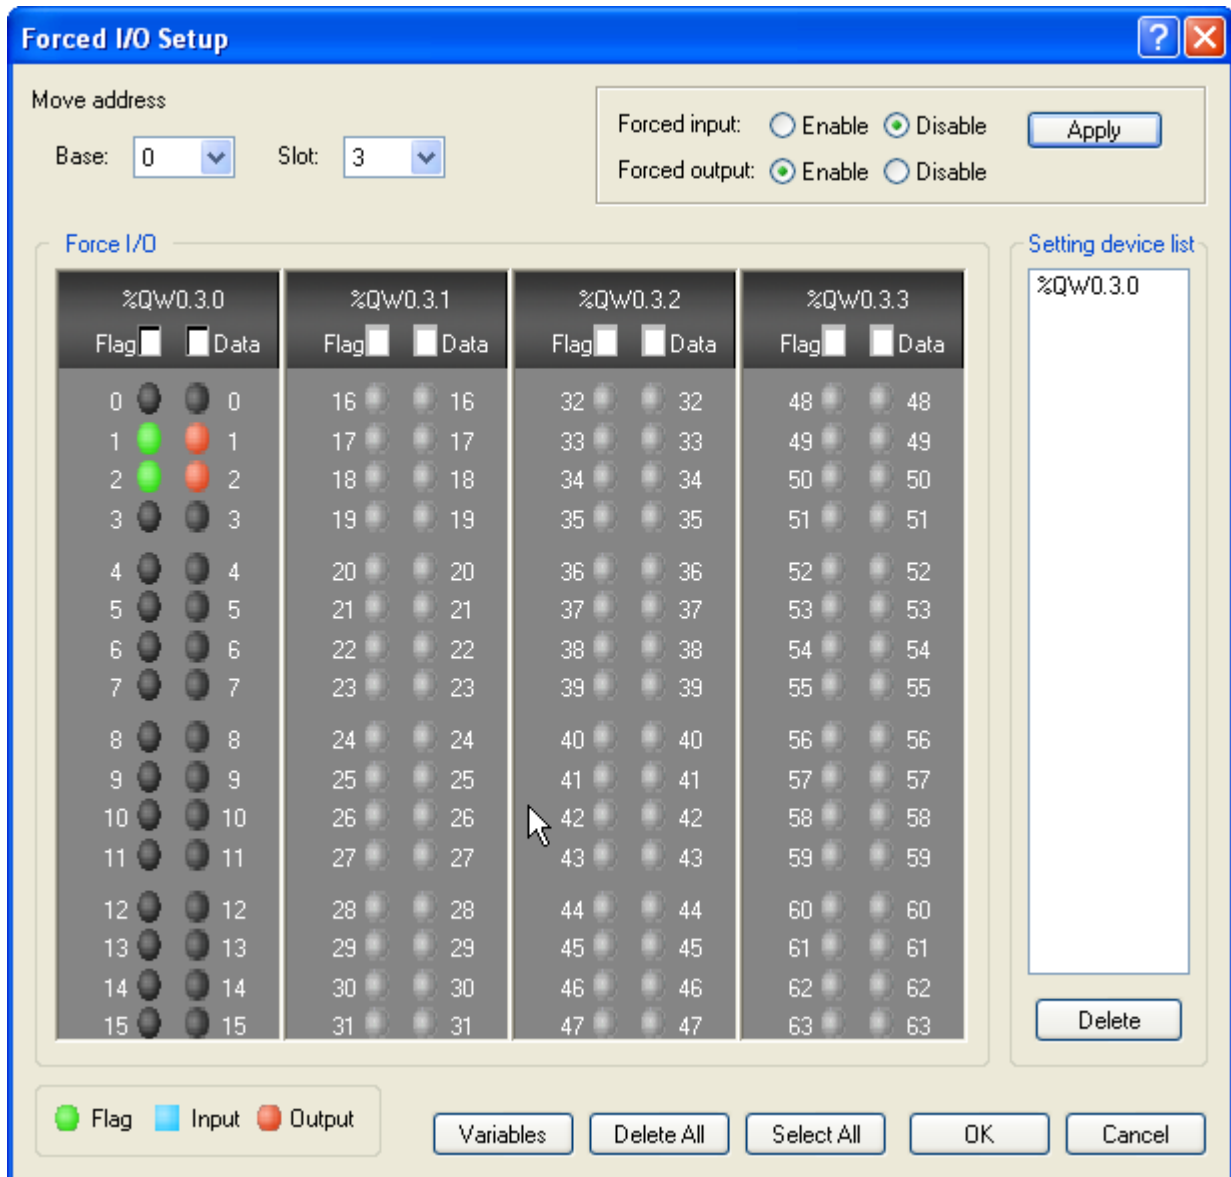 Forced I/O Setup
Move address
Base: 0 Slot: 3
Forced input: Enable Disable
Forced output: Enable Disable
Apply
Force I/O
%QW0.3.0 %QW0.3.1 %QW0.3.2 %QW0.3.3
Flag Data Flag Data Flag Data Flag Data
0 0 16 16 32 32 48 48
1 1 17 17 33 33 49 49
2 2 18 18 34 34 50 50
3 3 19 19 35 35 51 51
4 4 20 20 36 36 52 52
5 5 21 21 37 37 53 53
6 6 22 22 38 38 54 54
7 7 23 23 39 39 55 55
8 8 24 24 40 40 56 56
9 9 25 25 41 41 57 57
10 10 26 26 42 42 58 58
11 11 27 27 43 43 59 59
12 12 28 28 44 44 60 60
13 13 29 29 45 45 61 61
14 14 30 30 46 46 62 62
15 15 31 31 47 47 63 63
Setting device list
%QW0.3.0
Delete
Flag Input Output
Variables Delete All Select All OK Cancel